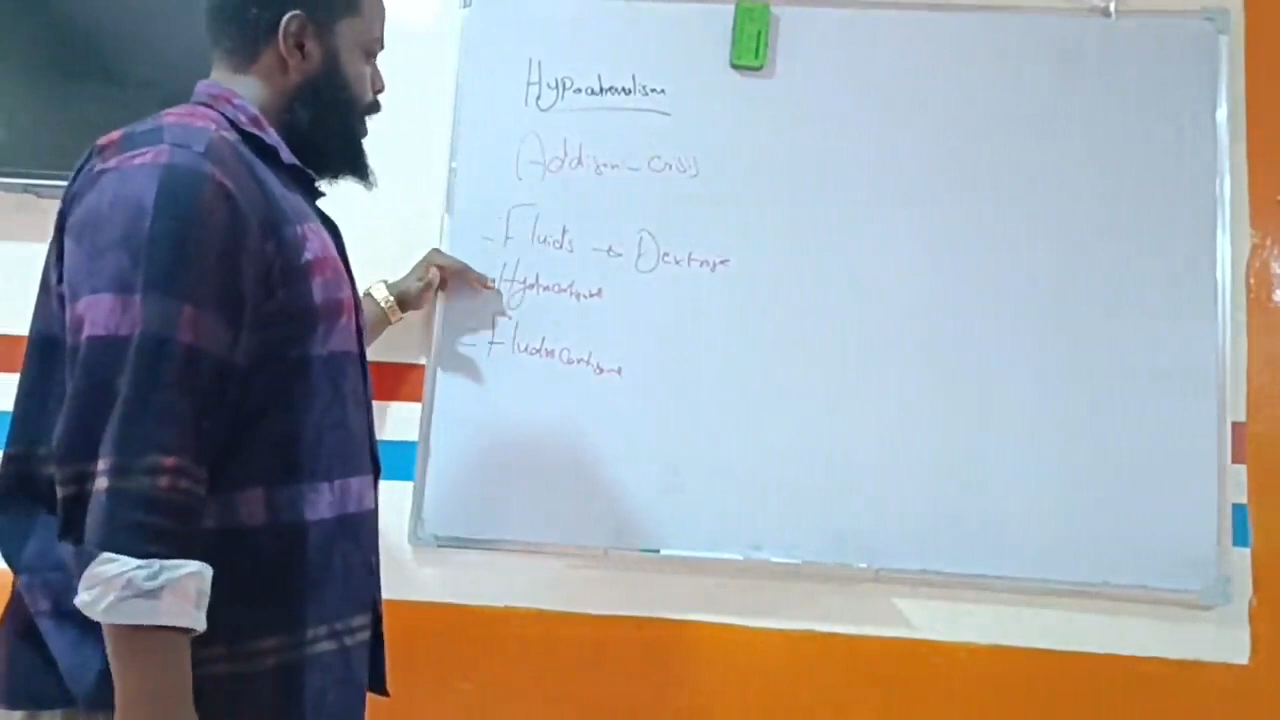 Hypoadrenalism
Addison - crisis
- Fluids → Dextrose
- Hydrocortisone
- Fludrocortisone